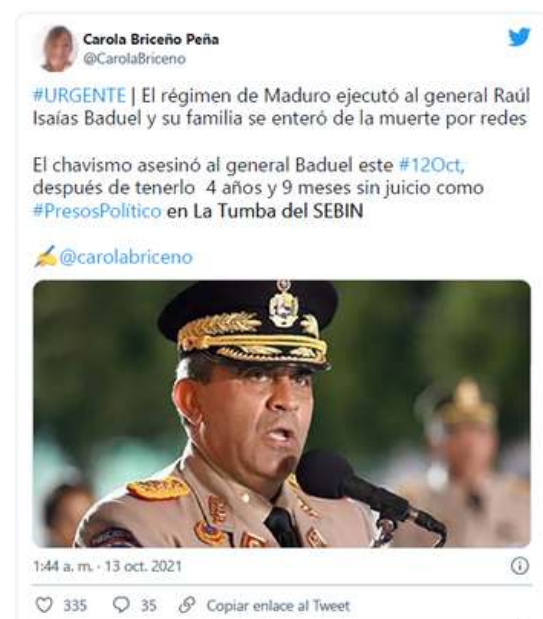 Carola Briceño Peña
@CarolaBriceno
#URGENTE | El régimen de Maduro ejecutó al general Raúl
Isaías Baduel y su familia se enteró de la muerte por redes
El chavismo asesinó al general Baduel este #12Oct,
después de tenerlo 4 años y 9 meses sin juicio como
#PresosPolítico en La Tumba del SEBIN
✍@carolabriceno
1:44 a. m. · 13 oct. 2021
335 35 Copiar enlace al Tweet